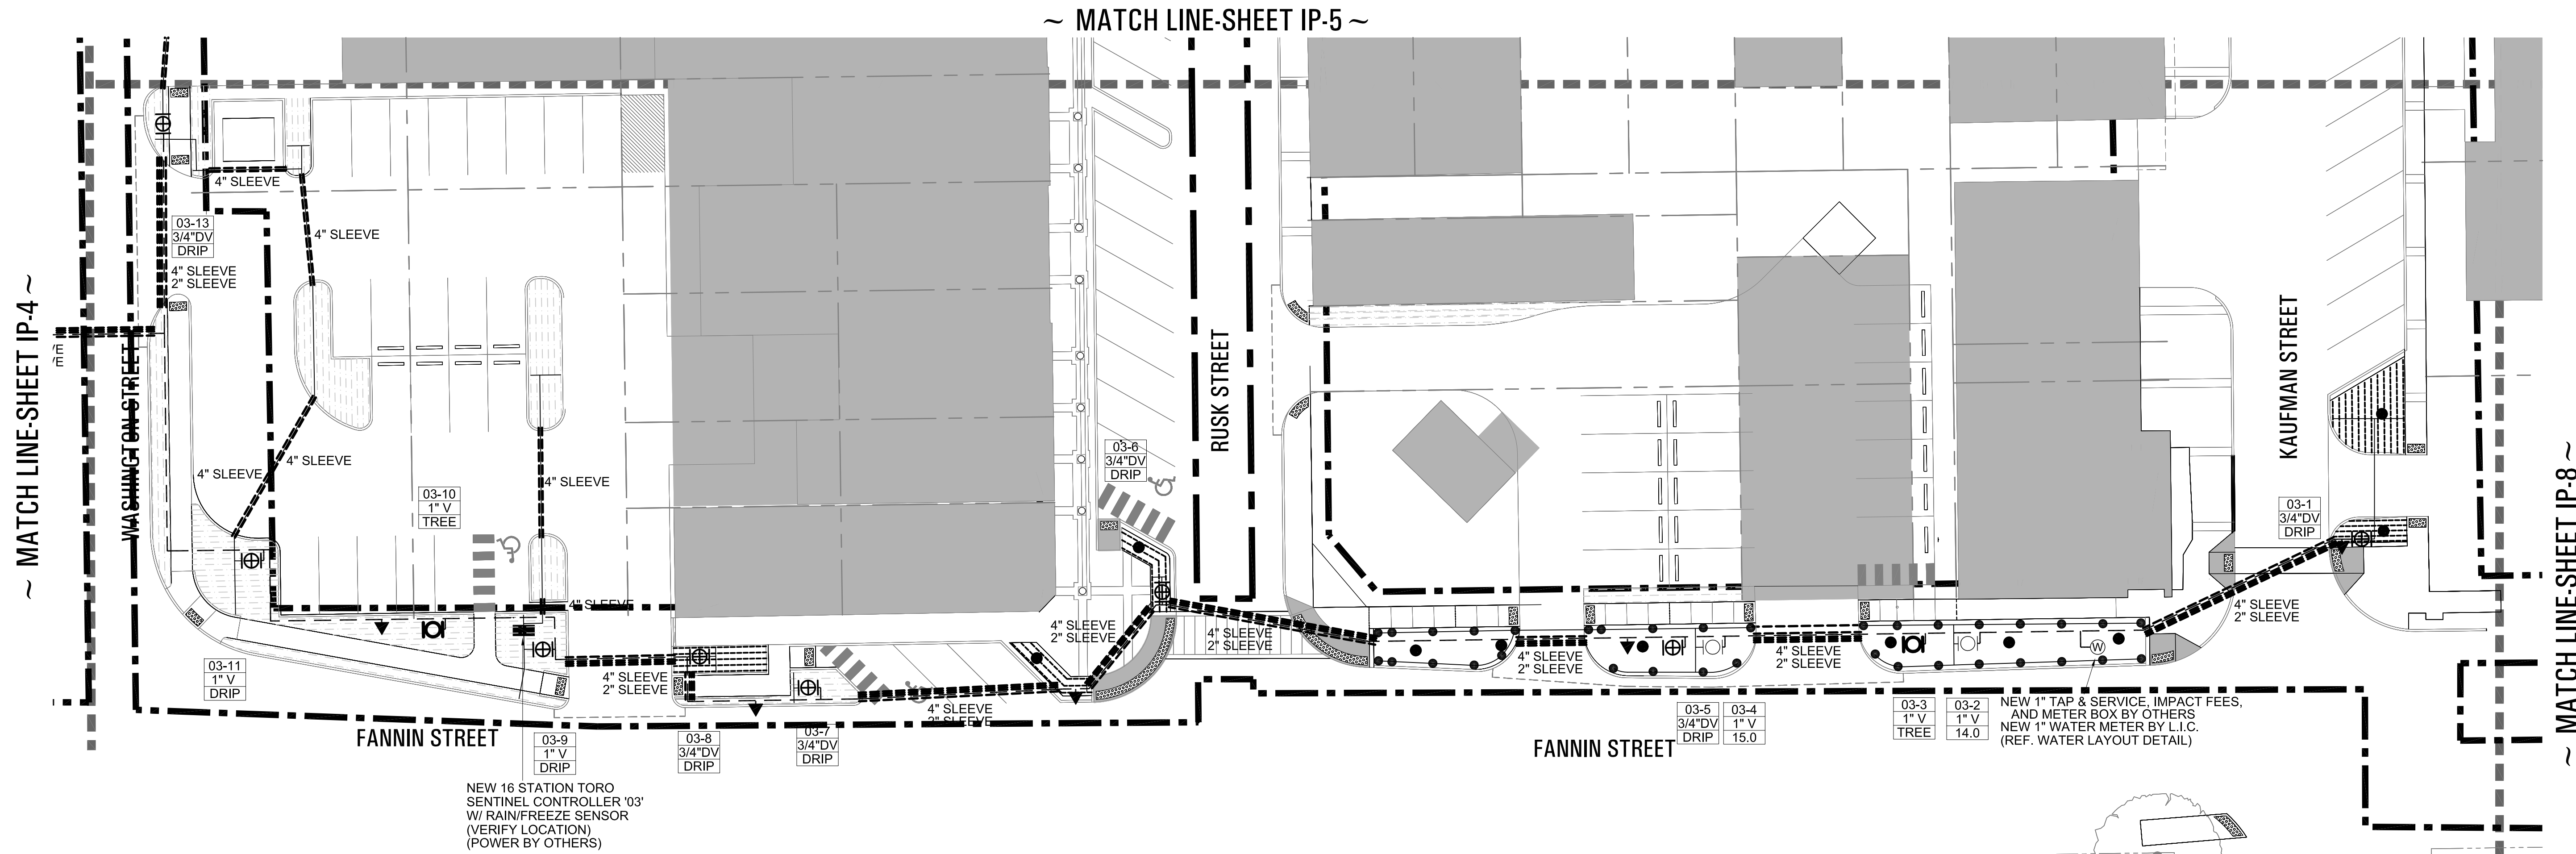 ~ MATCH LINE-SHEET IP-5 ~
~ MATCH LINE-SHEET IP-4 ~
WASHINGTON STREET
4" SLEEVE
03-13
3/4"DV
DRIP
4" SLEEVE
4" SLEEVE
2" SLEEVE
4" SLEEVE
4" SLEEVE
03-10
1" V
TREE
4" SLEEVE
4" SLEEVE
03-11
1" V
DRIP
FANNIN STREET
03-9
1" V
DRIP
4" SLEEVE
2" SLEEVE
03-8
3/4"DV
DRIP
03-7
3/4"DV
DRIP
4" SLEEVE
2" SLEEVE
NEW 16 STATION TORO
SENTINEL CONTROLLER '03'
W/ RAIN/FREEZE SENSOR
(VERIFY LOCATION)
(POWER BY OTHERS)
03-6
3/4"DV
DRIP
4" SLEEVE
2" SLEEVE
RUSK STREET
4" SLEEVE
2" SLEEVE
4" SLEEVE
2" SLEEVE
4" SLEEVE
2" SLEEVE
FANNIN STREET
03-5
3/4"DV
DRIP
03-4
1" V
15.0
03-3
1" V
TREE
03-2
1" V
14.0
W
NEW 1" TAP & SERVICE, IMPACT FEES,
AND METER BOX BY OTHERS
NEW 1" WATER METER BY L.I.C.
(REF. WATER LAYOUT DETAIL)
KAUFMAN STREET
03-1
3/4"DV
DRIP
4" SLEEVE
2" SLEEVE
~ MATCH LINE-SHEET IP-8 ~